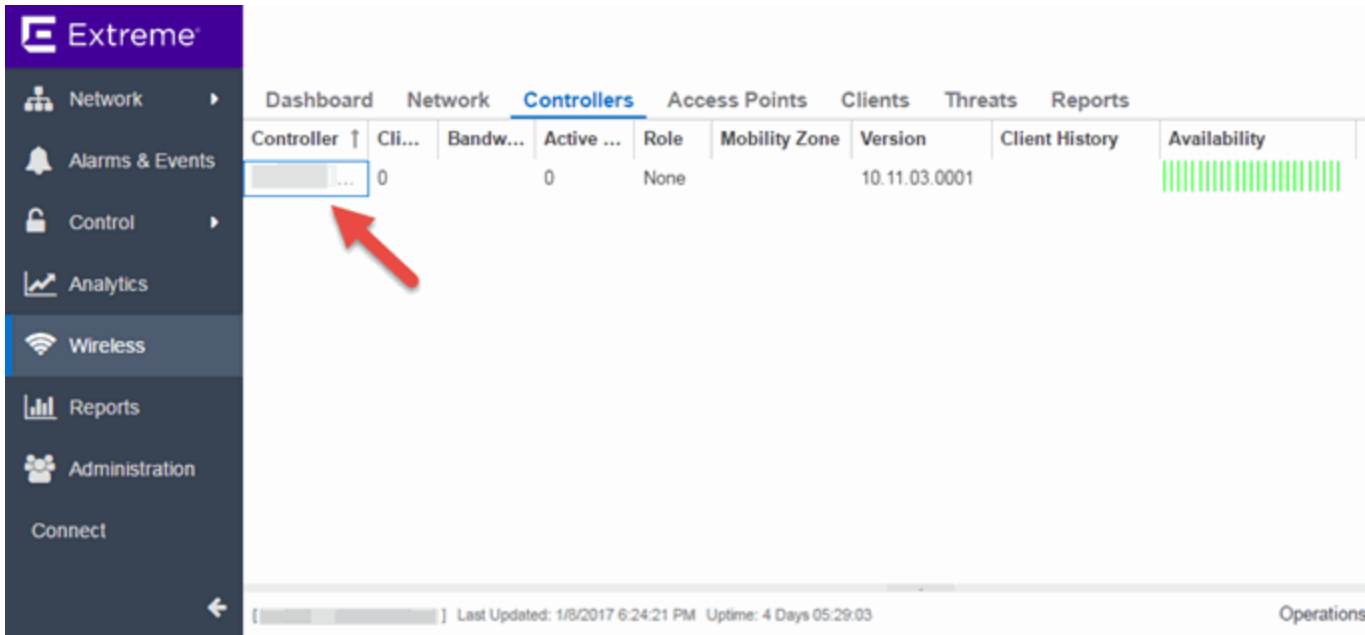 Extreme
Network
Alarms & Events
Control
Analytics
Wireless
Reports
Administration
Connect
Dashboard Network Controllers Access Points Clients Threats Reports
Controller ↑ Cli... Bandw... Active ... Role Mobility Zone Version Client History Availability
... 0 0 None 10.11.03.0001
[ ] Last Updated: 1/8/2017 6:24:21 PM Uptime: 4 Days 05:29:03 Operations